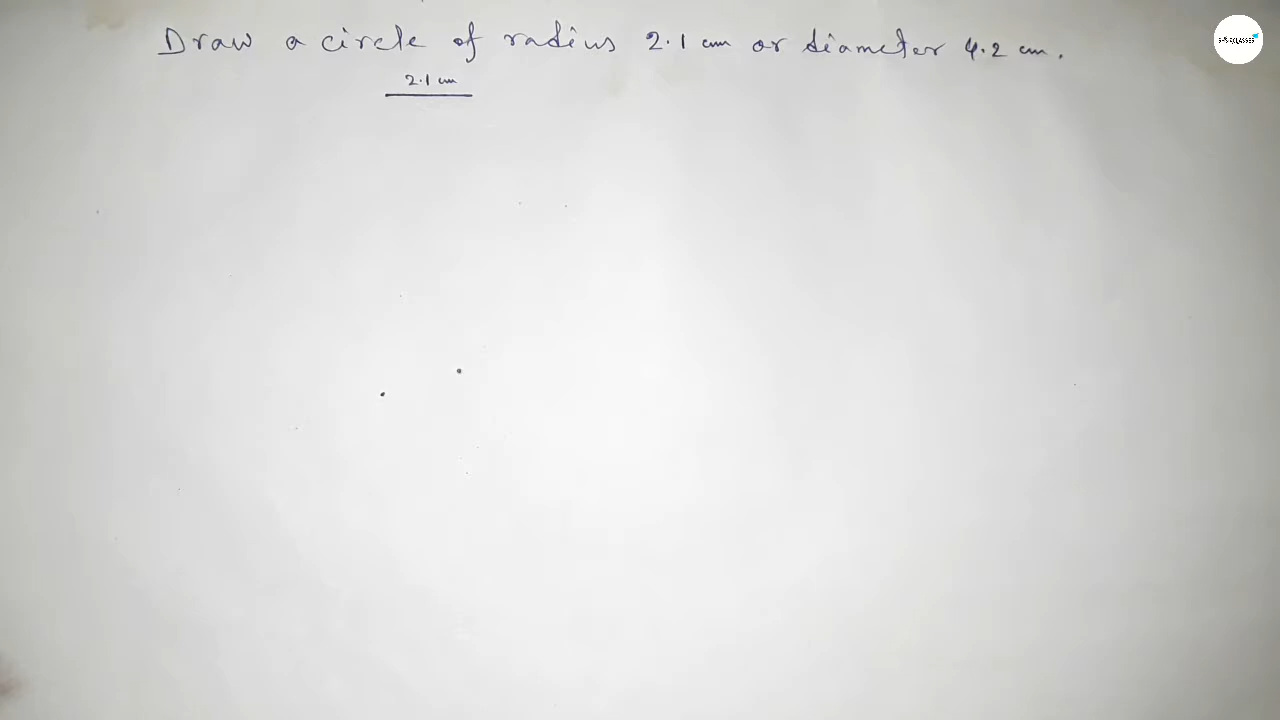 Draw a circle of radius 2.1 cm or diameter 4.2 cm.
2.1 cm